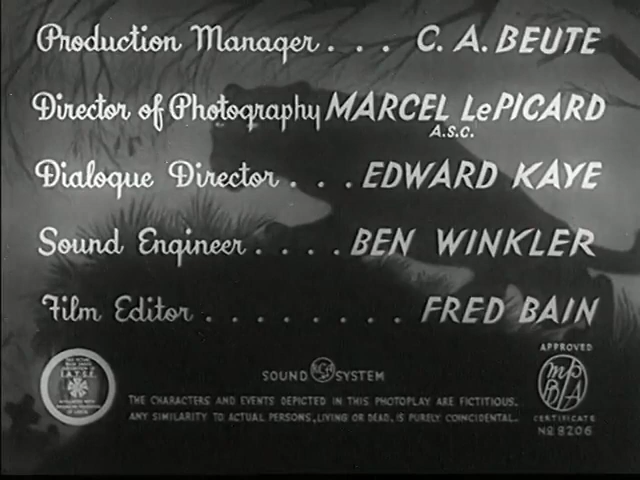 Production Manager . . . C. A. BEUTE
Director of Photography MARCEL LePICARD
A.S.C.
Dialogue Director . . . EDWARD KAYE
Sound Engineer . . . . BEN WINKLER
Film Editor . . . . . . . . . FRED BAIN
APPROVED
MPPDA
SOUND RCA SYSTEM
I.A.T.S.E.
THE CHARACTERS AND EVENTS DEPICTED IN THIS PHOTOPLAY ARE FICTITIOUS.
ANY SIMILARITY TO ACTUAL PERSONS, LIVING OR DEAD, IS PURELY COINCIDENTAL.
CERTIFICATE
No 8206